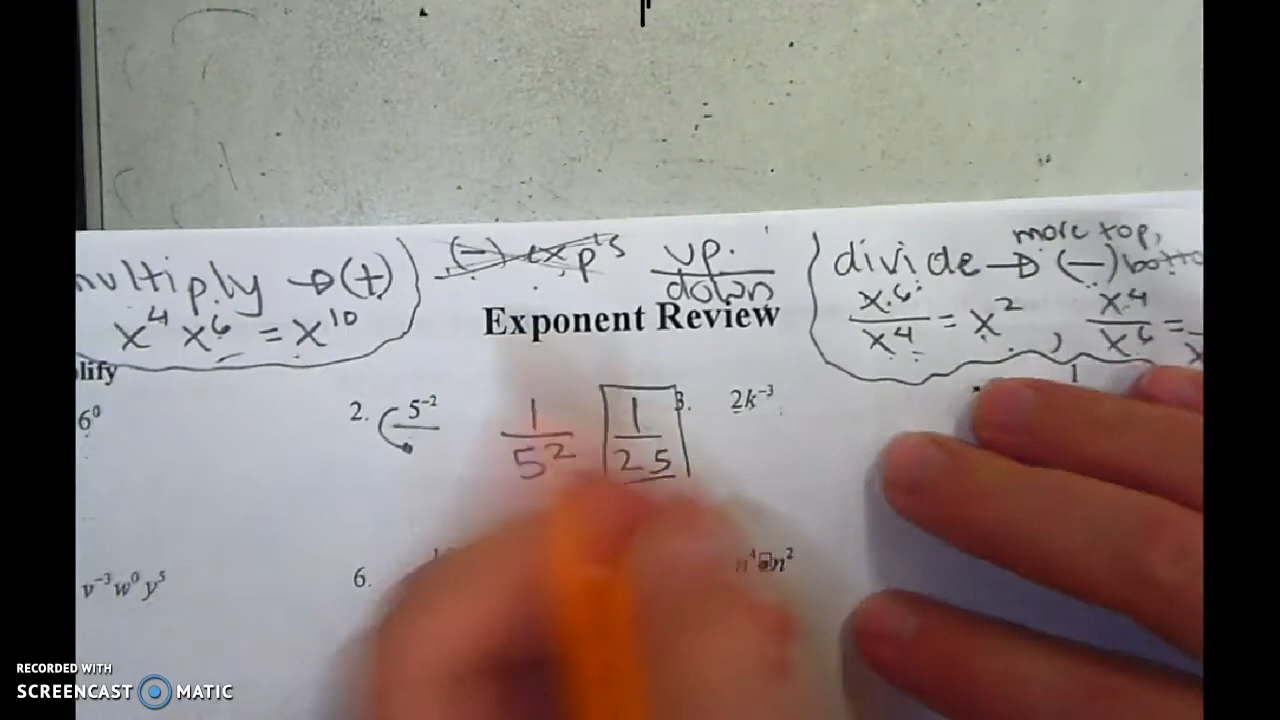 multiply → (+)
x⁴ x⁶ = x¹⁰
(-) exp's
up.
down
divide → (-)
more top,
x⁶/x⁴ = x² , x⁴/x⁶ =
Exponent Review
lify
6⁰
2. 5⁻²
1/5² 1/25
3. 2k⁻³
v⁻³w⁰y⁵
6.
n⁴ n²
RECORDED WITH
SCREENCAST MATIC